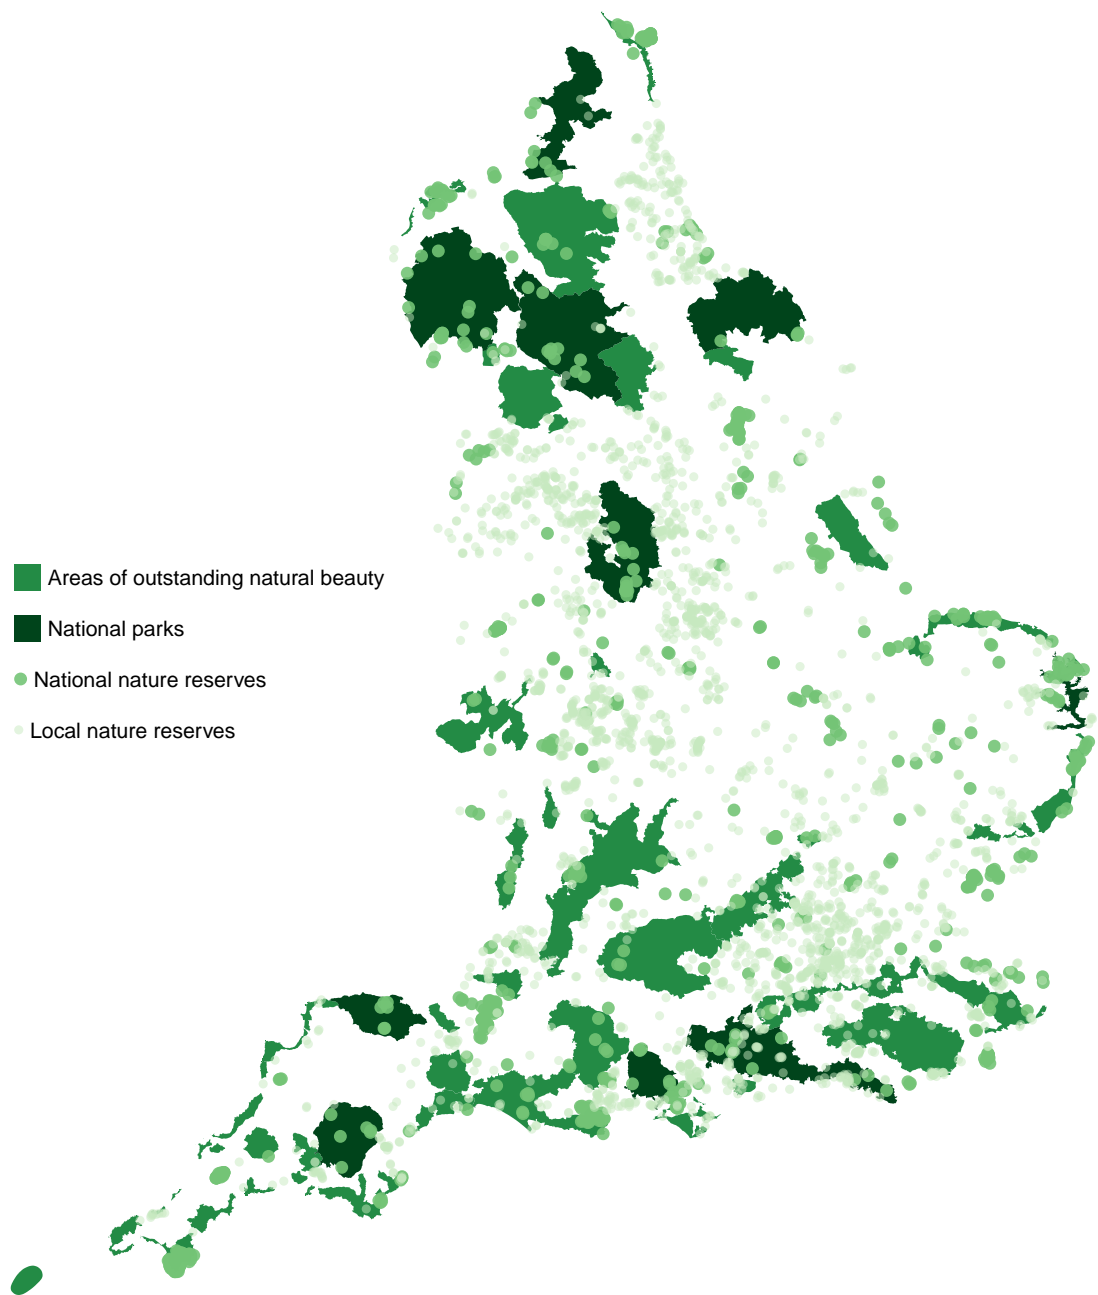 Areas of outstanding natural beauty
National parks
National nature reserves
Local nature reserves